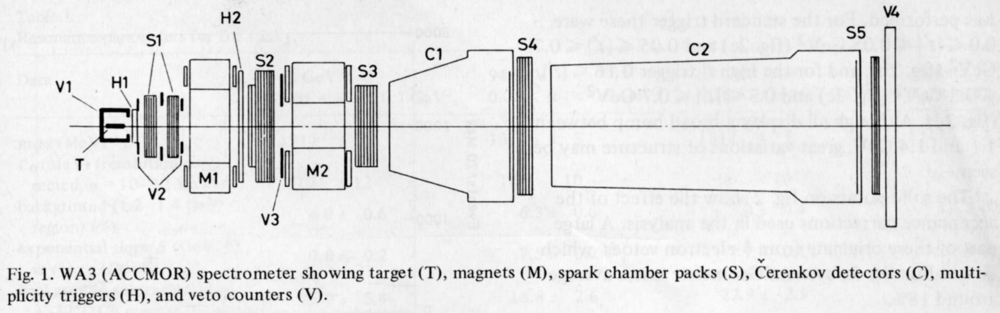 V4
H2
S5
S1
S4
C1
C2
S2
S3
V1
H1
T
M1
M2
V2
V3
Fig. 1. WA3 (ACCMOR) spectrometer showing target (T), magnets (M), spark chamber packs (S), Čerenkov detectors (C), multi-
plicity triggers (H), and veto counters (V).